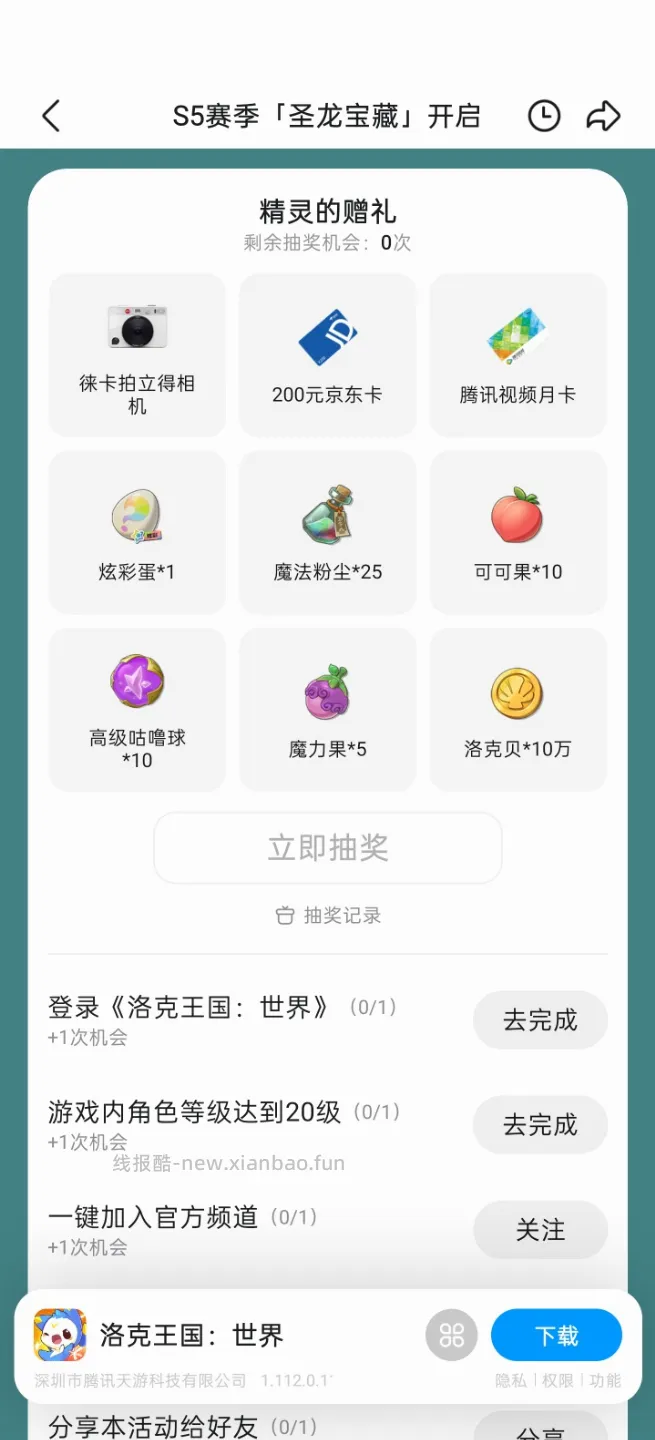 S5赛季「圣龙宝藏」开启
精灵的赠礼
剩余抽奖机会：0次
徕卡拍立得相
机
200元京东卡
腾讯视频月卡
炫彩蛋*1
魔法粉尘*25
可可果*10
高级咕噜球
*10
魔力果*5
洛克贝*10万
立即抽奖
抽奖记录
登录《洛克王国：世界》（0/1）
+1次机会
去完成
游戏内角色等级达到20级（0/1）
+1次机会
去完成
线报酷-new.xianbao.fun
一键加入官方频道（0/1）
+1次机会
关注
洛克王国：世界
下载
深圳市腾讯天游科技有限公司 1.112.0.1
隐私 | 权限 | 功能
分享本活动给好友（0/1）
分享